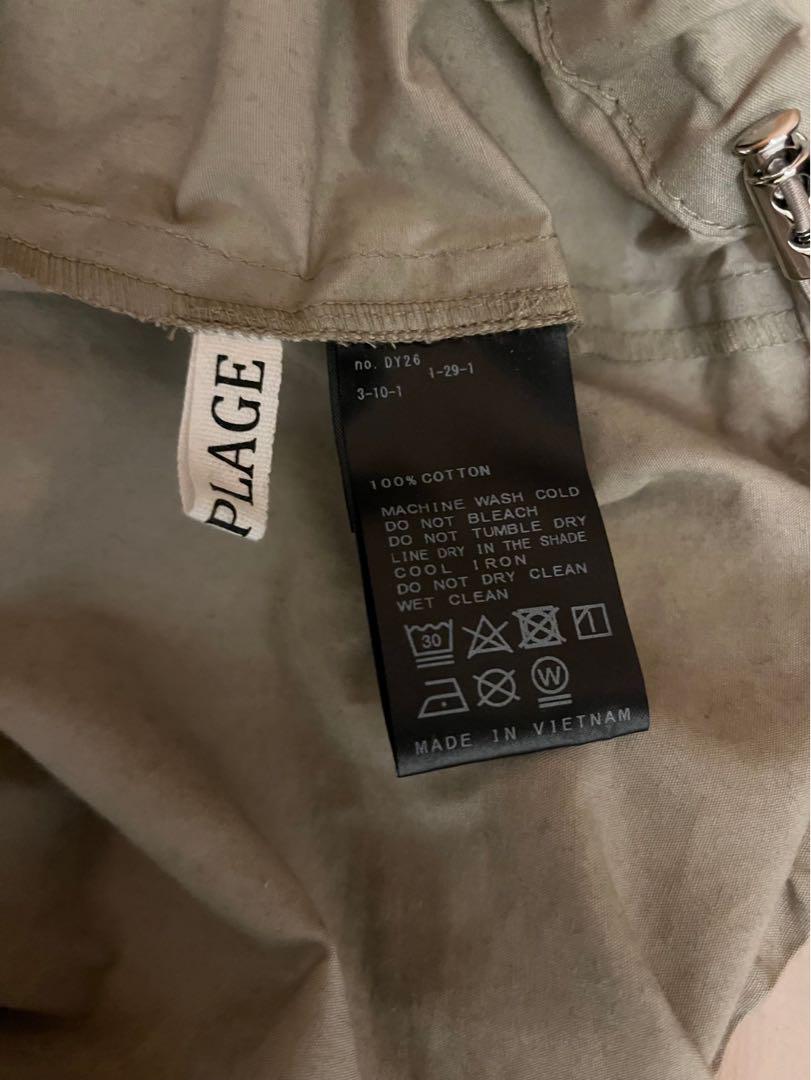 PLAGE
no. DY26 1-29-1
3-10-1
100% COTTON
MACHINE WASH COLD
DO NOT BLEACH
DO NOT TUMBLE DRY
LINE DRY IN THE SHADE
COOL IRON
DO NOT DRY CLEAN
WET CLEAN
30
W
MADE IN VIETNAM